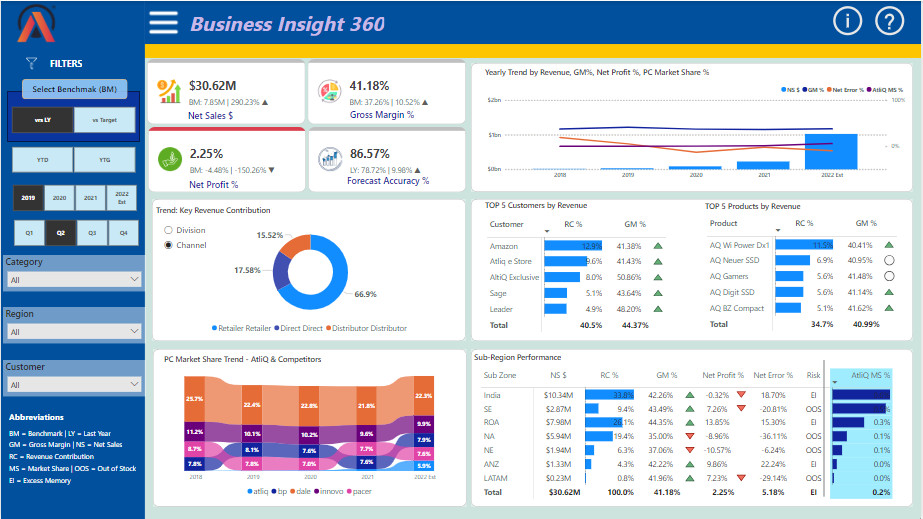 Business Insight 360
i
?
FILTERS
Select Benchmak (BM)
vrs LY
vs Target
YTD
YTG
2019
2020
2021
2022 Est
Q1
Q2
Q3
Q4
Category
All
Region
All
Customer
All
Abbreviations
BM = Benchmark | LY = Last Year
GM = Gross Margin | NS = Net Sales
RC = Revenue Contribution
MS = Market Share | OOS = Out of Stock
EI = Excess Memory
$30.62M
BM: 7.85M | 290.23% ▲
Net Sales $
41.18%
BM: 37.26% | 10.52% ▲
Gross Margin %
2.25%
BM: -4.48% | -150.26% ▼
Net Profit %
86.57%
LY: 78.72% | 9.98% ▲
Forecast Accuracy %
Yearly Trend by Revenue, GM%, Net Profit %, PC Market Share %
NS $ GM % Net Error % AtliQ MS %
$2bn 100%
$1bn 0%
$0bn
2018 2019 2020 2021 2022 Est
Trend: Key Revenue Contribution
Division
Channel
15.52%
17.58%
66.9%
Retailer Retailer Direct Direct Distributor Distributor
TOP 5 Customers by Revenue
Customer RC % GM %
Amazon 12.9% 41.38%
Atliq e Store 9.6% 41.43%
AltiQ Exclusive 8.0% 50.86%
Sage 5.1% 43.64%
Leader 4.9% 48.20%
Total 40.5% 44.37%
TOP 5 Products by Revenue
Product RC % GM %
AQ Wi Power Dx1 11.5% 40.41%
AQ Neuer SSD 6.9% 40.95%
AQ Gamers 5.6% 41.48%
AQ Digit SSD 5.6% 41.14%
AQ BZ Compact 5.1% 41.62%
Total 34.7% 40.99%
PC Market Share Trend - AtliQ & Competitors
25.7% 22.4% 22.8% 21.8% 22.3%
11.2% 10.1% 10.2% 9.6% 9.9%
8.7% 8.1% 7.6% 7.7% 7.9%
7.8% 7.8% 7.6% 7.6% 7.6%
5.9%
2018 2019 2020 2021 2022 Est
atliq bp dale innovo pacer
Sub-Region Performance
Sub Zone NS $ RC % GM % Net Profit % Net Error % Risk AtliQ MS %
India $10.34M 33.8% 42.26% -0.32% 18.70% EI
SE $2.87M 9.4% 43.49% 7.26% -20.81% OOS
ROA $7.98M 26.1% 44.35% 13.85% 15.30% EI 0.3%
NA $5.94M 19.4% 35.00% -8.96% -36.11% OOS 0.1%
NE $1.94M 6.3% 37.06% -10.57% -6.24% OOS 0.1%
ANZ $1.33M 4.3% 42.22% 9.86% 22.24% EI 0.0%
LATAM $0.23M 0.8% 41.96% 7.23% -29.14% OOS 0.0%
Total $30.62M 100.0% 41.18% 2.25% 5.18% EI 0.2%